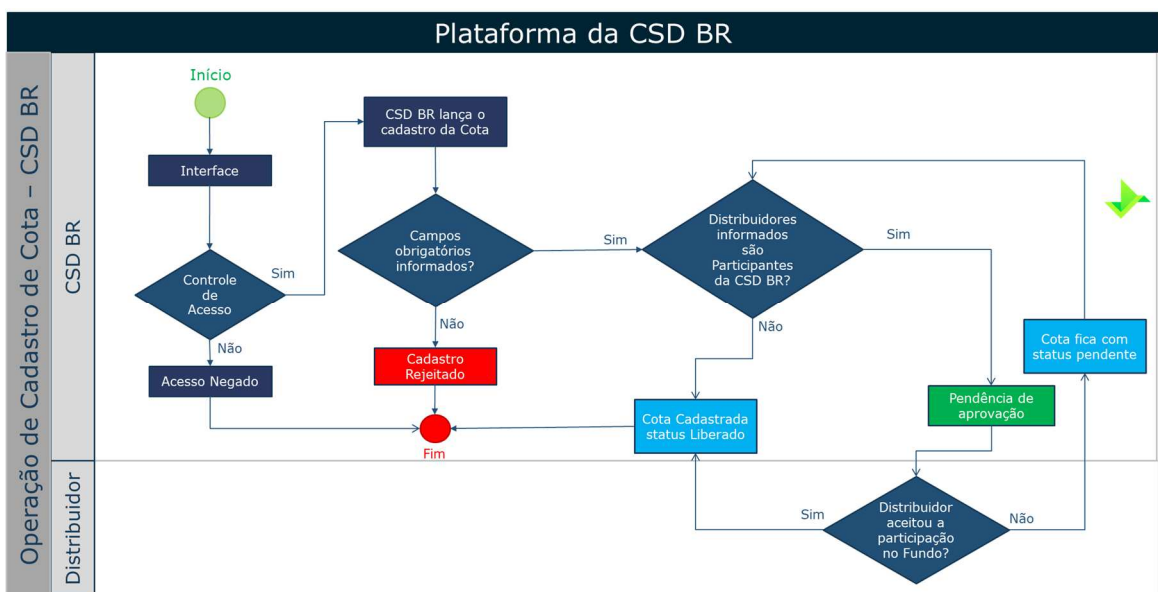 Plataforma da CSD BR
Operação de Cadastro de Cota – CSD BR
CSD BR
Distribuidor
Início
Interface
Controle
de
Acesso
Sim
Não
Acesso Negado
CSD BR lança o
cadastro da Cota
Campos
obrigatórios
informados?
Sim
Não
Cadastro
Rejeitado
Fim
Distribuidores
informados
são
Participantes
da CSD BR?
Sim
Não
Cota Cadastrada
status Liberado
Pendência de
aprovação
Cota fica com
status pendente
Distribuidor
aceitou a
participação
no Fundo?
Sim
Não